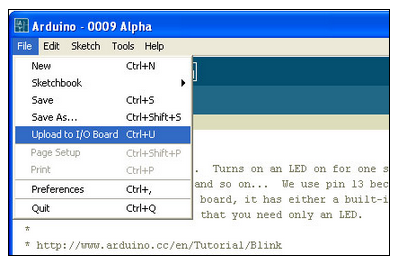 Arduino - 0009 Alpha
File Edit Sketch Tools Help
New Ctrl+N
Sketchbook
Save Ctrl+S
Save As... Ctrl+Shift+S
Upload to I/O Board Ctrl+U
Page Setup Ctrl+Shift+P
Print Ctrl+P
Preferences Ctrl+,
Quit Ctrl+Q
. Turns on an LED on for one s
and so on... We use pin 13 bec
board, it has either a built-i
that you need only an LED.
*
* http://www.arduino.cc/en/Tutorial/Blink